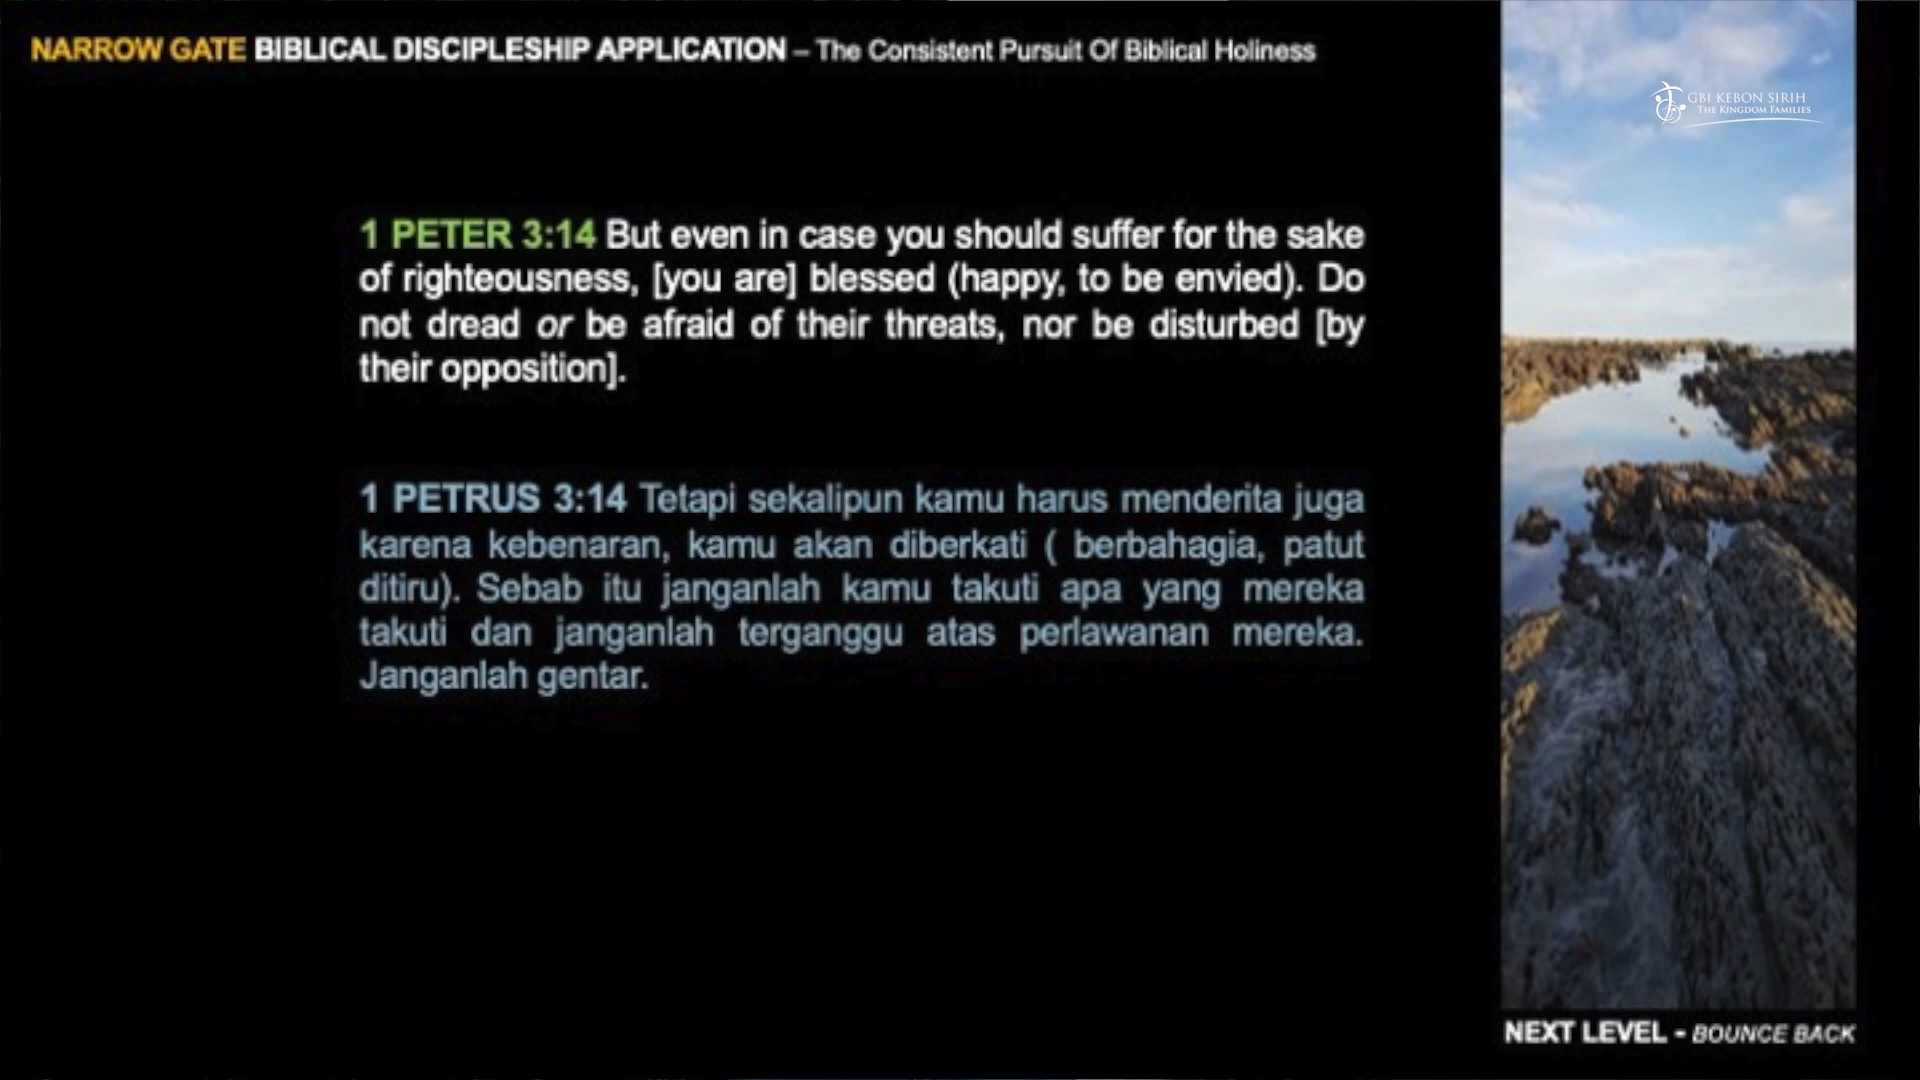 NARROW GATE BIBLICAL DISCIPLESHIP APPLICATION – The Consistent Pursuit Of Biblical Holiness
GBI KEBON SIRIH
THE KINGDOM FAMILIES
1 PETER 3:14 But even in case you should suffer for the sake
of righteousness, [you are] blessed (happy, to be envied). Do
not dread or be afraid of their threats, nor be disturbed [by
their opposition].
1 PETRUS 3:14 Tetapi sekalipun kamu harus menderita juga
karena kebenaran, kamu akan diberkati ( berbahagia, patut
ditiru). Sebab itu janganlah kamu takuti apa yang mereka
takuti dan janganlah terganggu atas perlawanan mereka.
Janganlah gentar.
NEXT LEVEL - BOUNCE BACK